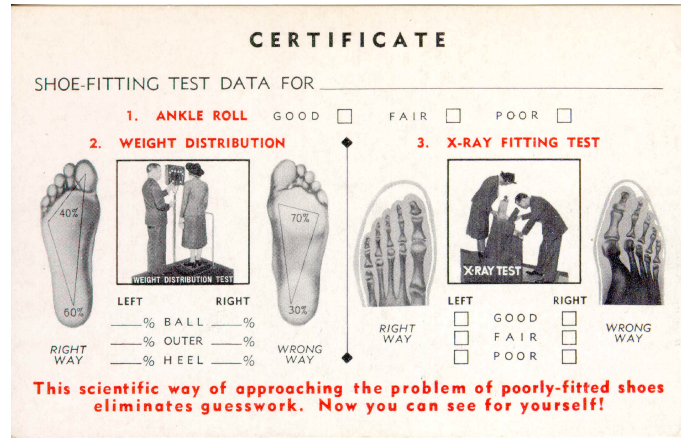 CERTIFICATE
SHOE-FITTING TEST DATA FOR
1. ANKLE ROLL GOOD FAIR POOR
2. WEIGHT DISTRIBUTION
40%
60%
RIGHT
WAY
WEIGHT DISTRIBUTION TEST
70%
30%
WRONG
WAY
LEFT RIGHT
% BALL %
% OUTER %
% HEEL %
3. X-RAY FITTING TEST
RIGHT
WAY
X-RAY TEST
WRONG
WAY
LEFT RIGHT
GOOD
FAIR
POOR
This scientific way of approaching the problem of poorly-fitted shoes
eliminates guesswork. Now you can see for yourself!